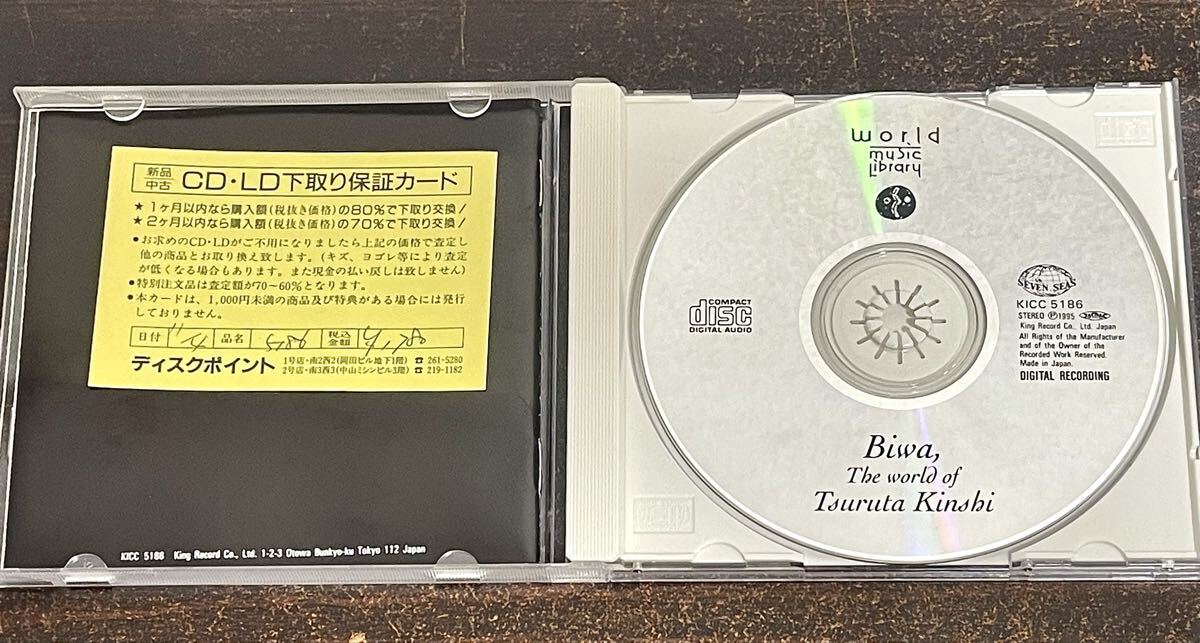 新品
中古
CD・LD下取り保証カード
★1ヶ月以内なら購入額(税抜き価格)の80%で下取り交換!
★2ヶ月以内なら購入額(税抜き価格)の70%で下取り交換!
●お求めのCD・LDがご不用になりましたら上記の価格で査定し
他の商品とお取り換え致します。(キズ、ヨゴレ等により査定
が低くなる場合もあります。また現金の払い戻しは致しません)
●特別注文品は査定額が70〜60%となります。
●本カードは、1,000円未満の商品及び特典がある場合には発行
しておりません。
日付 11/4 品名 5186 税込金額 ¥1,780
ディスクポイント
1号店・南2西2(岡田ビル地下1階) ☎ 261-5280
2号店・南3西3(中山ミシンビル3階) ☎ 219-1182
KICC 5186 King Record Co., Ltd. 1-2-3 Otowa Bunkyo-ku Tokyo 112 Japan
world
music
Library
COMPACT
disc
DIGITAL AUDIO
SEVEN SEAS
KICC 5186
STEREO Ⓟ1995
King Record Co., Ltd. Japan
All Rights of the Manufacturer
and of the Owner of the
Recorded Work Reserved.
Made in Japan.
DIGITAL RECORDING
Biwa,
The world of
Tsuruta Kinshi